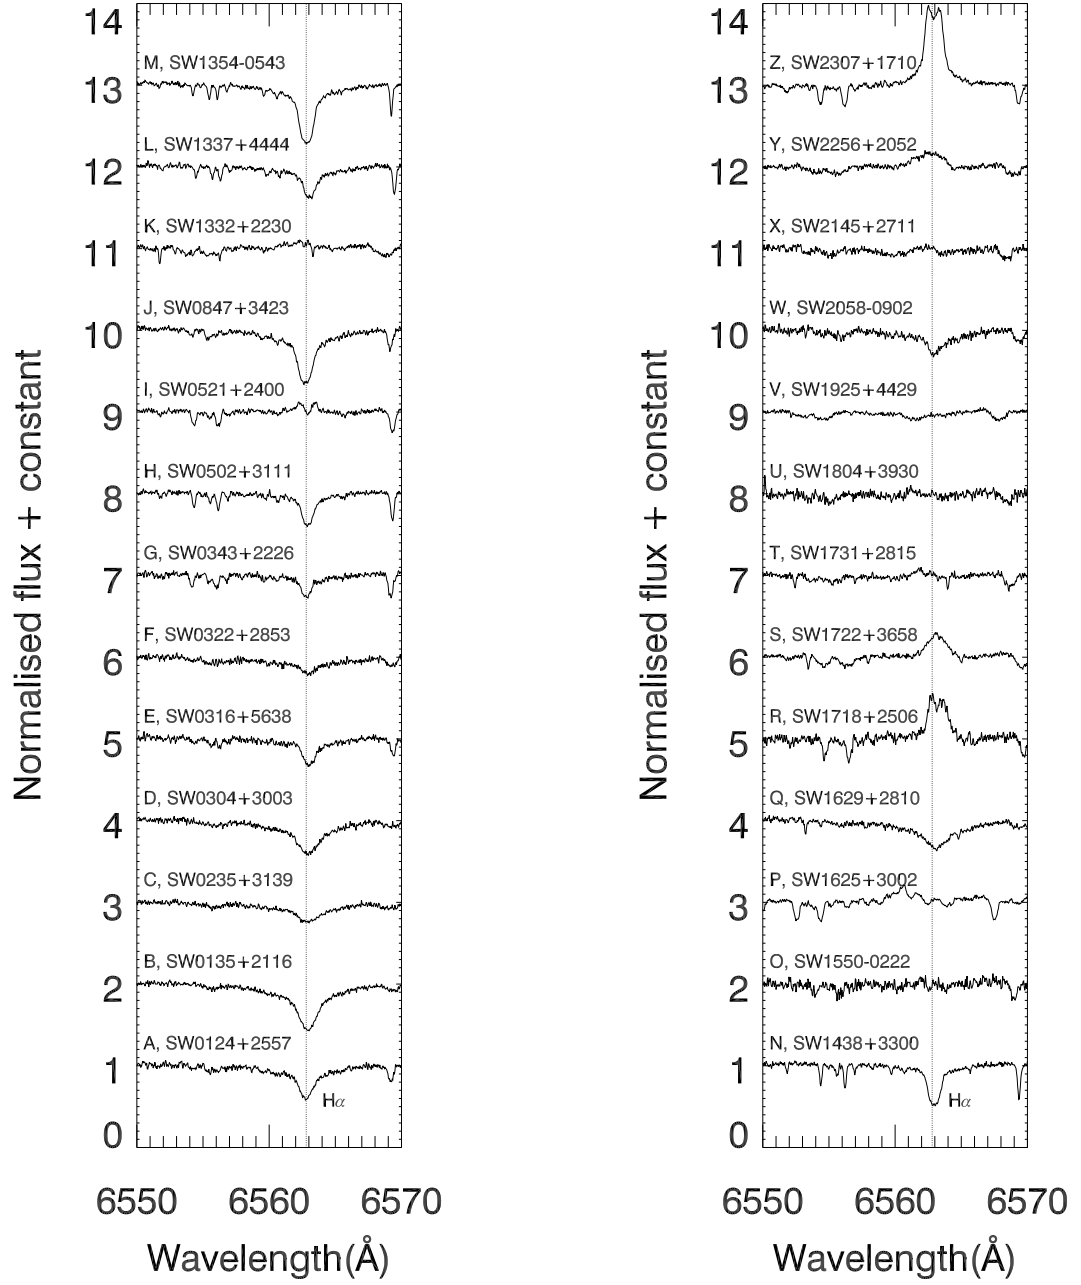 14
M, SW1354-0543
13
L, SW1337+4444
12
K, SW1332+2230
11
J, SW0847+3423
10
I, SW0521+2400
9
H, SW0502+3111
8
G, SW0343+2226
7
F, SW0322+2853
6
E, SW0316+5638
5
D, SW0304+3003
4
C, SW0235+3139
3
B, SW0135+2116
2
A, SW0124+2557
1
Hα
0
6550 6560 6570
Wavelength(Å)
Normalised flux + constant
14
Z, SW2307+1710
13
Y, SW2256+2052
12
X, SW2145+2711
11
W, SW2058-0902
10
V, SW1925+4429
9
U, SW1804+3930
8
T, SW1731+2815
7
S, SW1722+3658
6
R, SW1718+2506
5
Q, SW1629+2810
4
P, SW1625+3002
3
O, SW1550-0222
2
N, SW1438+3300
1
Hα
0
6550 6560 6570
Wavelength(Å)
Normalised flux + constant